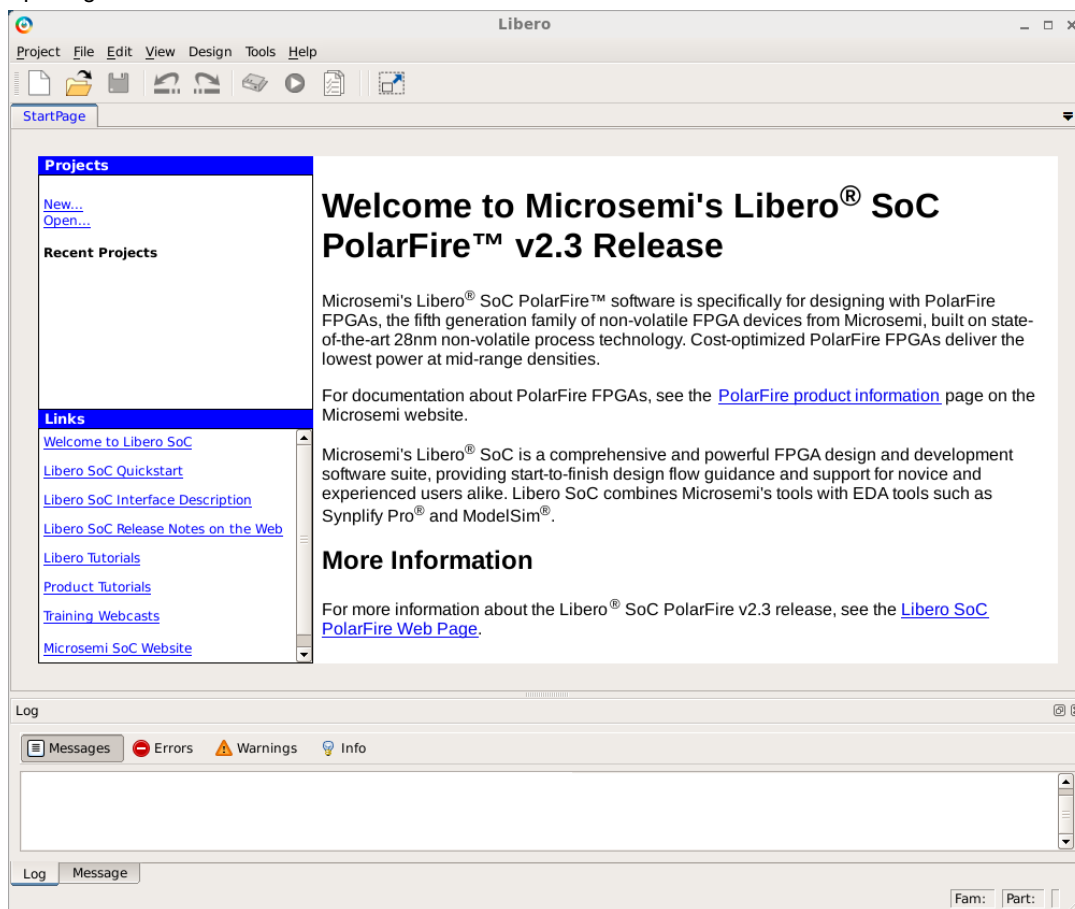 Libero
Project File Edit View Design Tools Help
StartPage
Projects
New...
Open...
Recent Projects
Links
Welcome to Libero SoC
Libero SoC Quickstart
Libero SoC Interface Description
Libero SoC Release Notes on the Web
Libero Tutorials
Product Tutorials
Training Webcasts
Microsemi SoC Website
Welcome to Microsemi's Libero® SoC
PolarFire™ v2.3 Release
Microsemi's Libero® SoC PolarFire™ software is specifically for designing with PolarFire
FPGAs, the fifth generation family of non-volatile FPGA devices from Microsemi, built on state-
of-the-art 28nm non-volatile process technology. Cost-optimized PolarFire FPGAs deliver the
lowest power at mid-range densities.
For documentation about PolarFire FPGAs, see the PolarFire product information page on the
Microsemi website.
Microsemi's Libero® SoC is a comprehensive and powerful FPGA design and development
software suite, providing start-to-finish design flow guidance and support for novice and
experienced users alike. Libero SoC combines Microsemi's tools with EDA tools such as
Synplify Pro® and ModelSim®.
More Information
For more information about the Libero® SoC PolarFire v2.3 release, see the Libero SoC
PolarFire Web Page.
Log
Messages Errors Warnings Info
Log Message
Fam: Part: